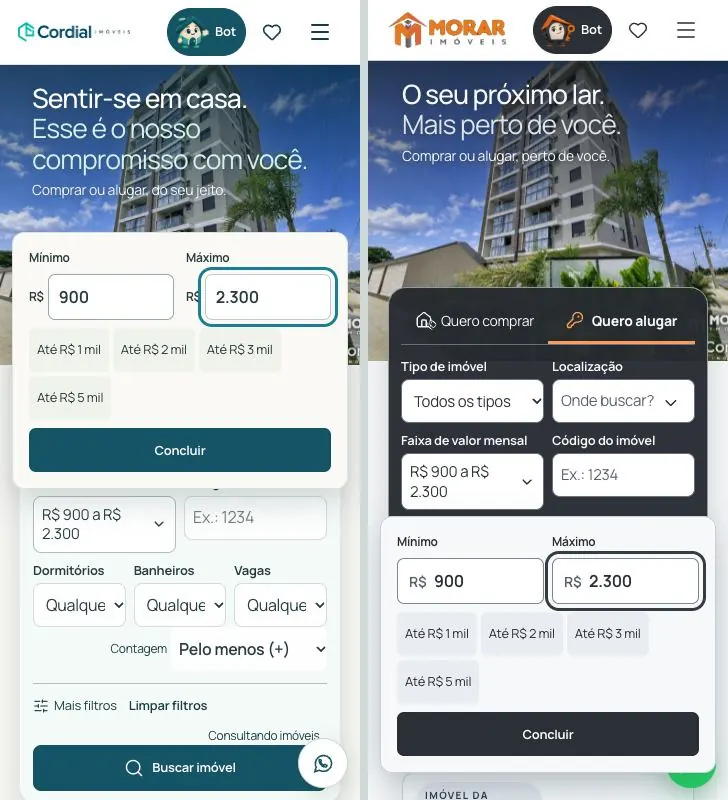 Cordial IMÓVEIS
Bot
Sentir-se em casa.
Esse é o nosso
compromisso com você.
Comprar ou alugar, do seu jeito.
Mínimo
Máximo
R$ 900
R$ 2.300
Até R$ 1 mil
Até R$ 2 mil
Até R$ 3 mil
Até R$ 5 mil
Concluir
R$ 900 a R$
2.300
Ex.: 1234
Dormitórios
Banheiros
Vagas
Qualque
Qualque
Qualque
Contagem
Pelo menos (+)
Mais filtros
Limpar filtros
Consultando imóveis
Buscar imóvel
MORAR
IMÓVEIS
Bot
O seu próximo lar.
Mais perto de você.
Comprar ou alugar, perto de você.
Quero comprar
Quero alugar
Tipo de imóvel
Localização
Todos os tipos
Onde buscar?
Faixa de valor mensal
Código do imóvel
R$ 900 a R$
2.300
Ex.: 1234
Mínimo
Máximo
R$ 900
R$ 2.300
Até R$ 1 mil
Até R$ 2 mil
Até R$ 3 mil
Até R$ 5 mil
Concluir
IMÓVEL DA